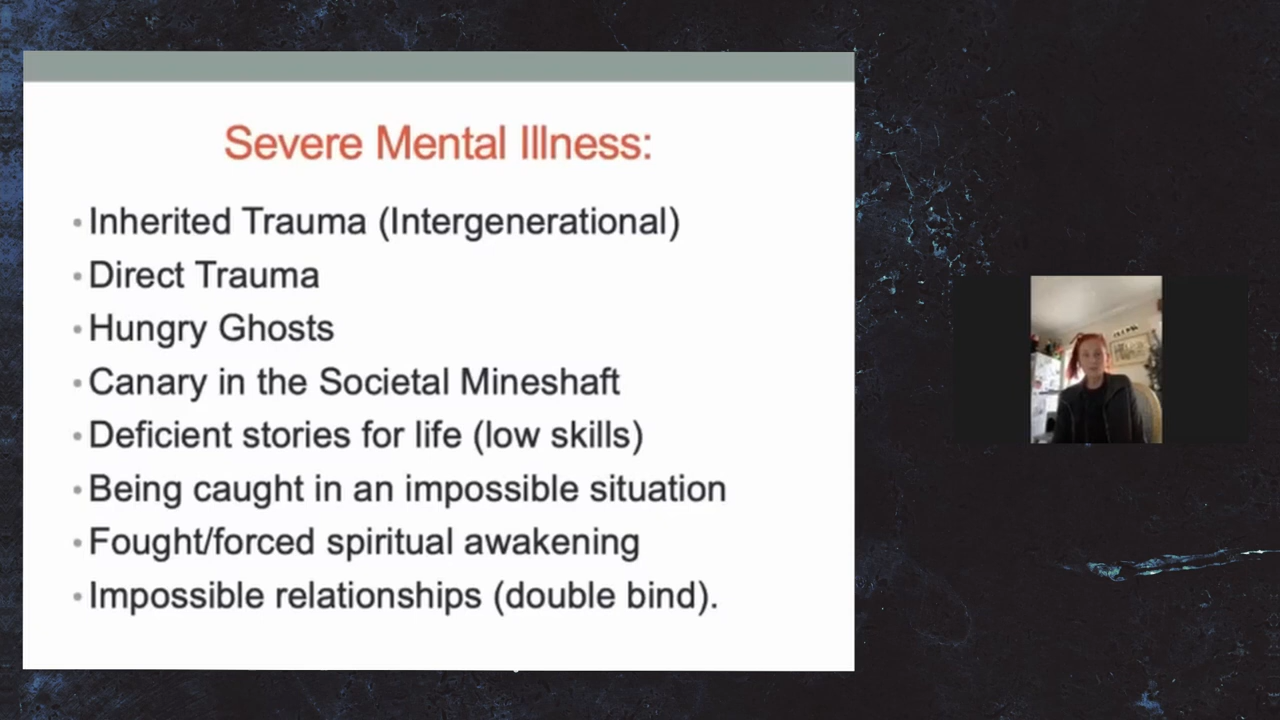 Severe Mental Illness:
• Inherited Trauma (Intergenerational)
• Direct Trauma
• Hungry Ghosts
• Canary in the Societal Mineshaft
• Deficient stories for life (low skills)
• Being caught in an impossible situation
• Fought/forced spiritual awakening
• Impossible relationships (double bind).